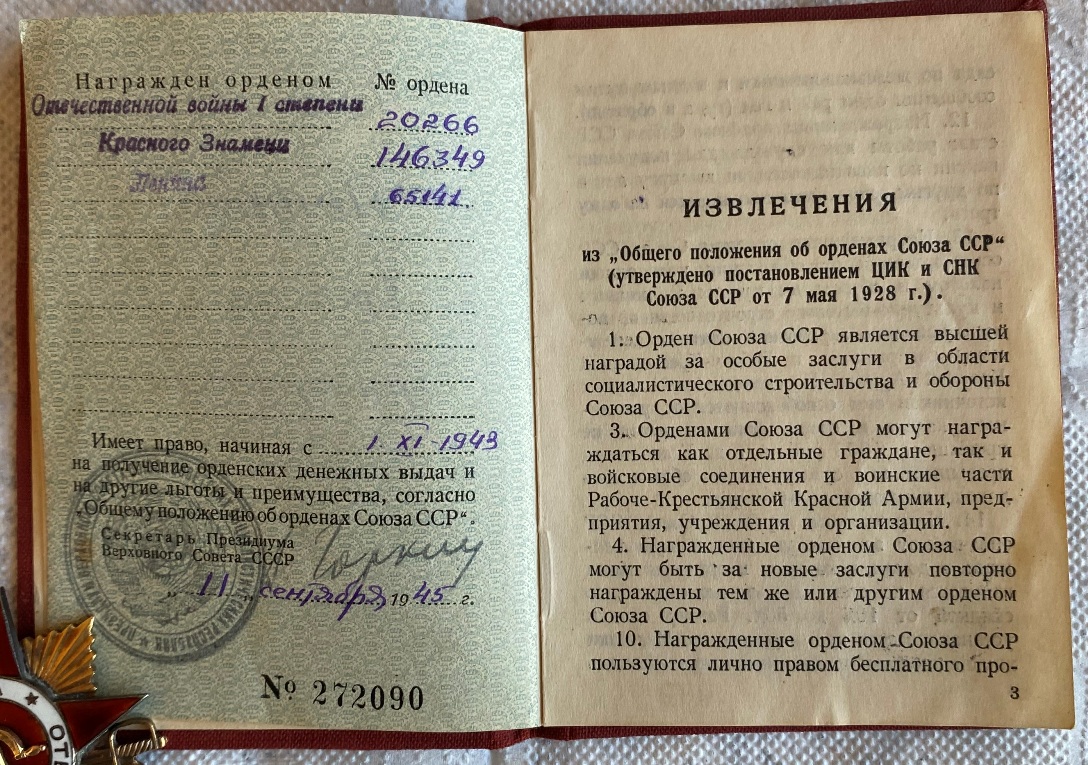 Награжден орденом № ордена
Отечественной войны I степени 20266
Красного Знамени 146349
Ленина 65141
Имеет право, начиная с 1. XI 1943
на получение орденских денежных выдач и
на другие льготы и преимущества, согласно
„Общему положению об орденах Союза ССР“.
Секретарь Президиума
Верховного Совета СССР Горкин
„11„ сентября 1945 г.
№ 272090
ИЗВЛЕЧЕНИЯ
из „Общего положения об орденах Союза ССР“
(утверждено постановлением ЦИК и СНК
Союза ССР от 7 мая 1928 г.).
1. Орден Союза ССР является высшей
наградой за особые заслуги в области
социалистического строительства и обороны
Союза ССР.
3. Орденами Союза ССР могут награ-
ждаться как отдельные граждане, так и
войсковые соединения и воинские части
Рабоче-Крестьянской Красной Армии, пред-
приятия, учреждения и организации.
4. Награжденные орденом Союза ССР
могут быть за новые заслуги повторно
награждены тем же или другим орденом
Союза ССР.
10. Награжденные орденом Союза ССР
пользуются лично правом бесплатного про-
3
ОТЕ